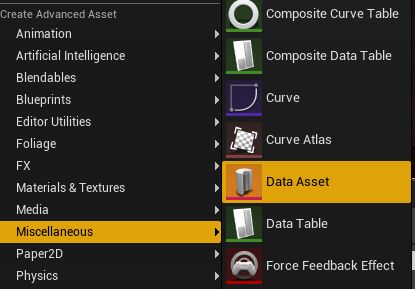 Create Advanced Asset
Animation
Artificial Intelligence
Blendables
Blueprints
Editor Utilities
Foliage
FX
Materials & Textures
Media
Miscellaneous
Paper2D
Physics
Composite Curve Table
Composite Data Table
Curve
Curve Atlas
Data Asset
Data Table
Force Feedback Effect